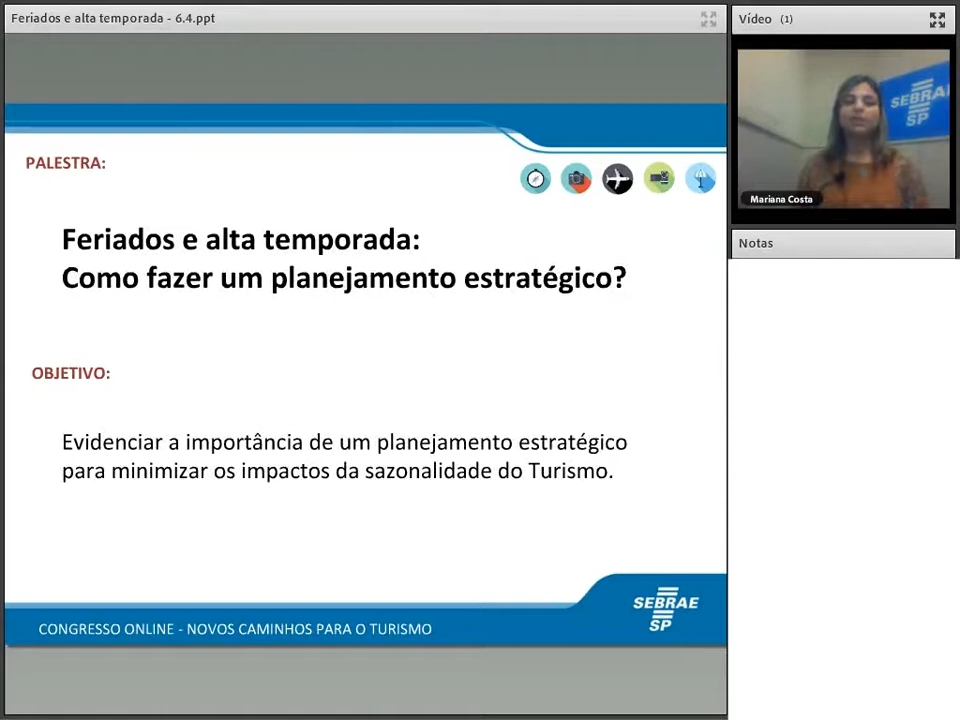 Feriados e alta temporada - 6.4.ppt
Vídeo (1)
SEBRAE
SP
Mariana Costa
Notas
PALESTRA:
Feriados e alta temporada:
Como fazer um planejamento estratégico?
OBJETIVO:
Evidenciar a importância de um planejamento estratégico
para minimizar os impactos da sazonalidade do Turismo.
SEBRAE
SP
CONGRESSO ONLINE - NOVOS CAMINHOS PARA O TURISMO